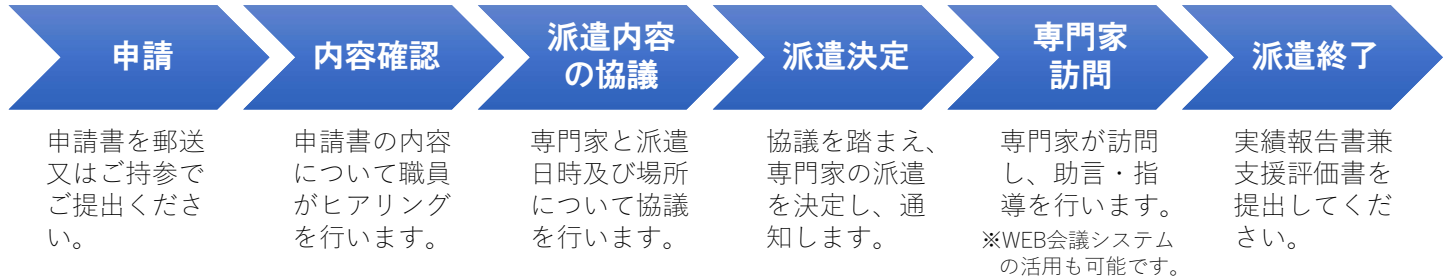 申請
申請書を郵送
又はご持参で
ご提出くださ
い。
内容確認
申請書の内容
について職員
がヒアリング
を行います。
派遣内容
の協議
専門家と派遣
日時及び場所
について協議
を行います。
派遣決定
協議を踏まえ、
専門家の派遣
を決定し、通
知します。
専門家
訪問
専門家が訪問
し、助言・指
導を行います。
※WEB会議システム
の活用も可能です。
派遣終了
実績報告書兼
支援評価書を
提出してくだ
さい。